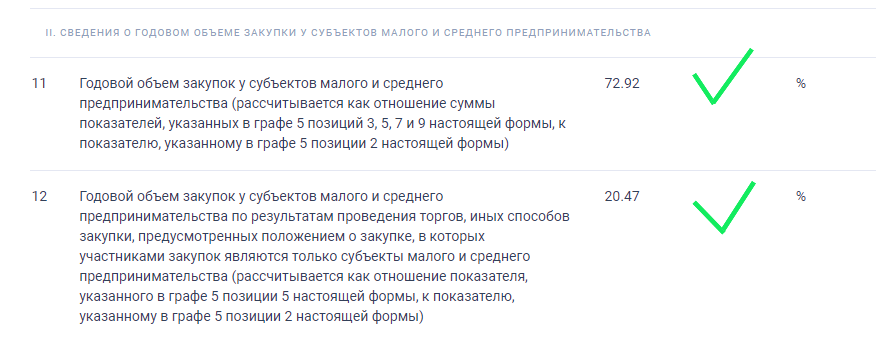 II. СВЕДЕНИЯ О ГОДОВОМ ОБЪЕМЕ ЗАКУПКИ У СУБЪЕКТОВ МАЛОГО И СРЕДНЕГО ПРЕДПРИНИМАТЕЛЬСТВА
11 Годовой объем закупок у субъектов малого и среднего 72.92 %
предпринимательства (рассчитывается как отношение суммы
показателей, указанных в графе 5 позиций 3, 5, 7 и 9 настоящей формы, к
показателю, указанному в графе 5 позиции 2 настоящей формы)
12 Годовой объем закупок у субъектов малого и среднего 20.47 %
предпринимательства по результатам проведения торгов, иных способов
закупки, предусмотренных положением о закупке, в которых
участниками закупок являются только субъекты малого и среднего
предпринимательства (рассчитывается как отношение показателя,
указанного в графе 5 позиции 5 настоящей формы, к показателю,
указанному в графе 5 позиции 2 настоящей формы)